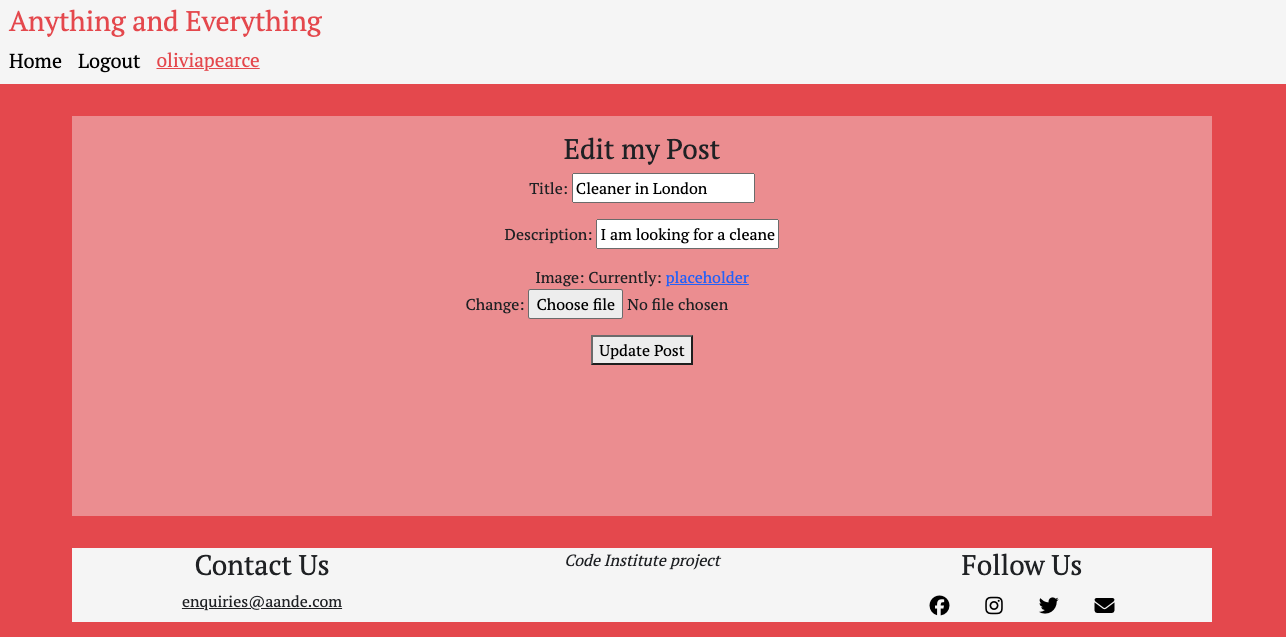 Anything and Everything
Home Logout oliviapearce
Edit my Post
Title: Cleaner in London
Description: I am looking for a cleane
Image: Currently: placeholder
Change: Choose file No file chosen
Update Post
Contact Us
enquiries@aande.com
Code Institute project
Follow Us